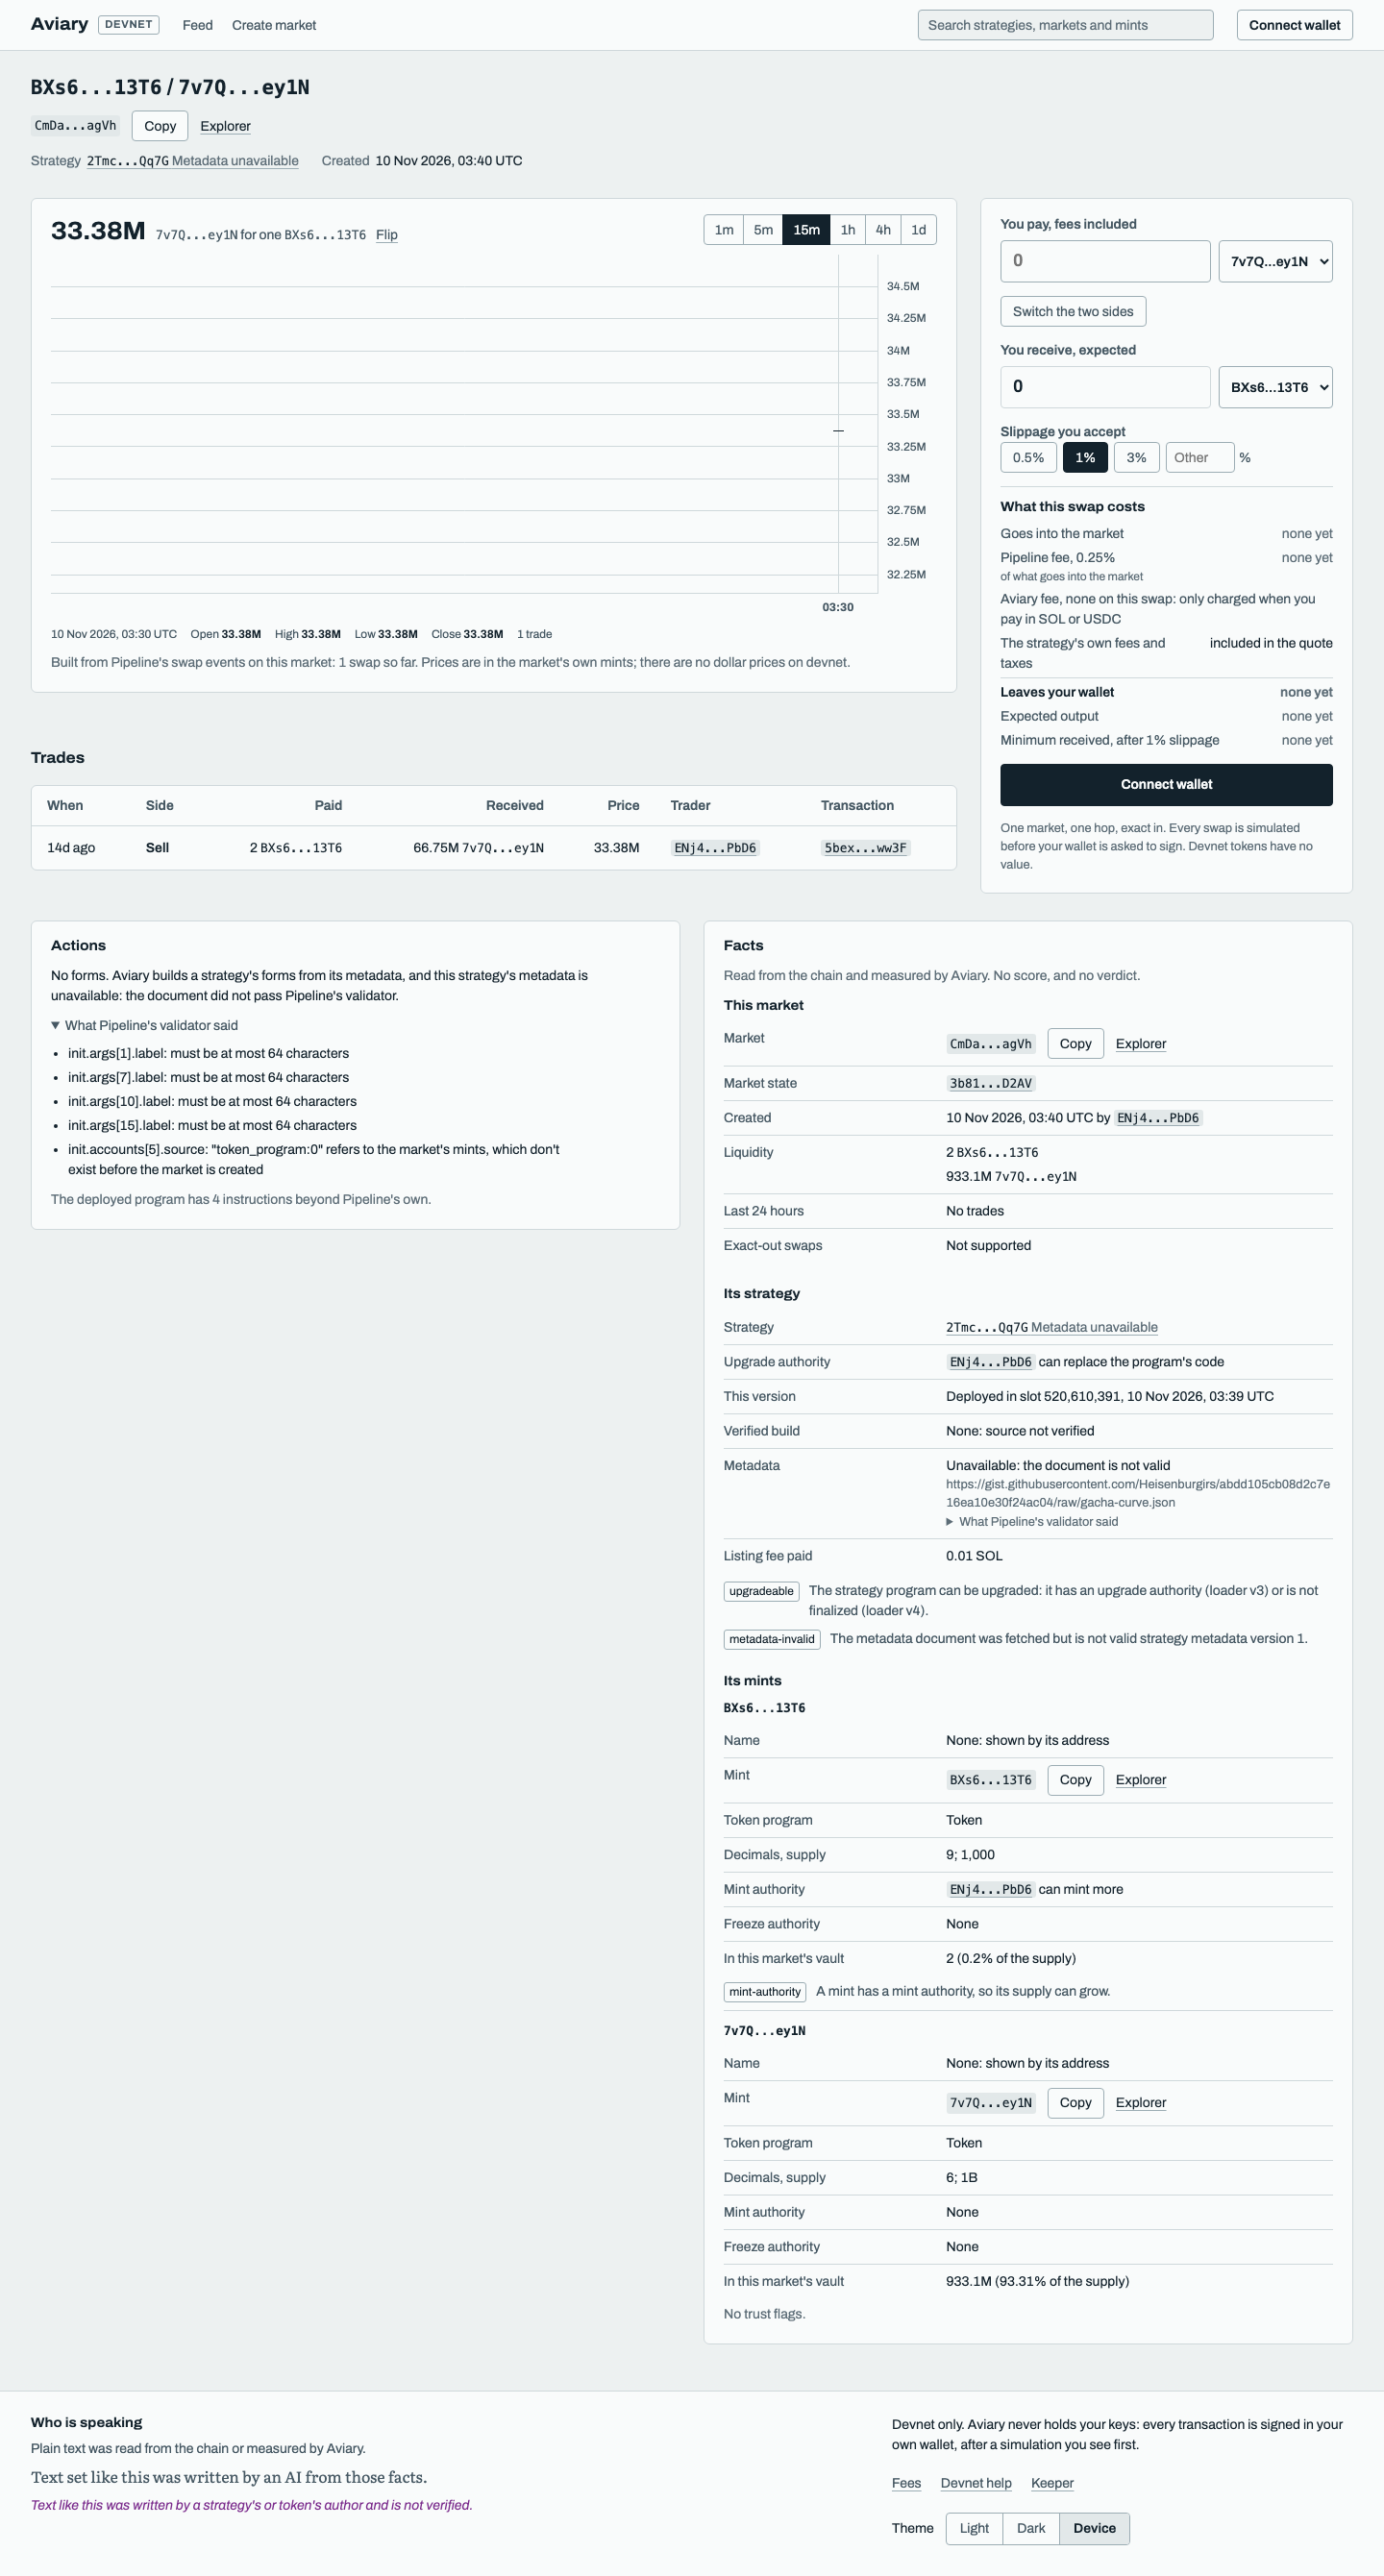 Aviary DEVNET Feed Create market Search strategies, markets and mints Connect wallet
BXs6...13T6 / 7v7Q...ey1N
CmDa...agVh Copy Explorer
Strategy 2Tmc...Qq7G Metadata unavailable Created 10 Nov 2026, 03:40 UTC
33.38M 7v7Q...ey1N for one BXs6...13T6 Flip 1m 5m 15m 1h 4h 1d
34.5M
34.25M
34M
33.75M
33.5M
33.25M
33M
32.75M
32.5M
32.25M
03:30
10 Nov 2026, 03:30 UTC Open 33.38M High 33.38M Low 33.38M Close 33.38M 1 trade
Built from Pipeline's swap events on this market: 1 swap so far. Prices are in the market's own mints; there are no dollar prices on devnet.
You pay, fees included
0 7v7Q...ey1N
Switch the two sides
You receive, expected
0 BXs6...13T6
Slippage you accept
0.5% 1% 3% Other %
What this swap costs
Goes into the market none yet
Pipeline fee, 0.25% none yet
of what goes into the market
Aviary fee, none on this swap: only charged when you
pay in SOL or USDC
The strategy's own fees and included in the quote
taxes
Leaves your wallet none yet
Expected output none yet
Minimum received, after 1% slippage none yet
Connect wallet
One market, one hop, exact in. Every swap is simulated
before your wallet is asked to sign. Devnet tokens have no
value.
Trades
When Side Paid Received Price Trader Transaction
14d ago Sell 2 BXs6...13T6 66.75M 7v7Q...ey1N 33.38M ENj4...PbD6 5bex...ww3F
Actions
No forms. Aviary builds a strategy's forms from its metadata, and this strategy's metadata is
unavailable: the document did not pass Pipeline's validator.
▼ What Pipeline's validator said
• init.args[1].label: must be at most 64 characters
• init.args[7].label: must be at most 64 characters
• init.args[10].label: must be at most 64 characters
• init.args[15].label: must be at most 64 characters
• init.accounts[5].source: "token_program:0" refers to the market's mints, which don't
exist before the market is created
The deployed program has 4 instructions beyond Pipeline's own.
Facts
Read from the chain and measured by Aviary. No score, and no verdict.
This market
Market CmDa...agVh Copy Explorer
Market state 3b81...D2AV
Created 10 Nov 2026, 03:40 UTC by ENj4...PbD6
Liquidity 2 BXs6...13T6
933.1M 7v7Q...ey1N
Last 24 hours No trades
Exact-out swaps Not supported
Its strategy
Strategy 2Tmc...Qq7G Metadata unavailable
Upgrade authority ENj4...PbD6 can replace the program's code
This version Deployed in slot 520,610,391, 10 Nov 2026, 03:39 UTC
Verified build None: source not verified
Metadata Unavailable: the document is not valid
https://gist.githubusercontent.com/Heisenburgirs/abdd105cb08d2c7e
16ea10e30f24ac04/raw/gacha-curve.json
▶ What Pipeline's validator said
Listing fee paid 0.01 SOL
upgradeable The strategy program can be upgraded: it has an upgrade authority (loader v3) or is not
finalized (loader v4).
metadata-invalid The metadata document was fetched but is not valid strategy metadata version 1.
Its mints
BXs6...13T6
Name None: shown by its address
Mint BXs6...13T6 Copy Explorer
Token program Token
Decimals, supply 9; 1,000
Mint authority ENj4...PbD6 can mint more
Freeze authority None
In this market's vault 2 (0.2% of the supply)
mint-authority A mint has a mint authority, so its supply can grow.
7v7Q...ey1N
Name None: shown by its address
Mint 7v7Q...ey1N Copy Explorer
Token program Token
Decimals, supply 6; 1B
Mint authority None
Freeze authority None
In this market's vault 933.1M (93.31% of the supply)
No trust flags.
Who is speaking
Plain text was read from the chain or measured by Aviary.
Text set like this was written by an AI from those facts.
Text like this was written by a strategy's or token's author and is not verified.
Devnet only. Aviary never holds your keys: every transaction is signed in your
own wallet, after a simulation you see first.
Fees Devnet help Keeper
Theme Light Dark Device